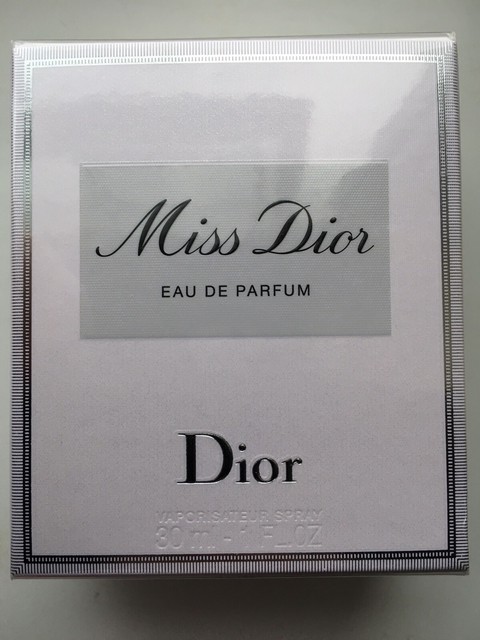 Miss Dior
EAU DE PARFUM
Dior
VAPORISATEUR SPRAY
30 ml - 1 FL.OZ